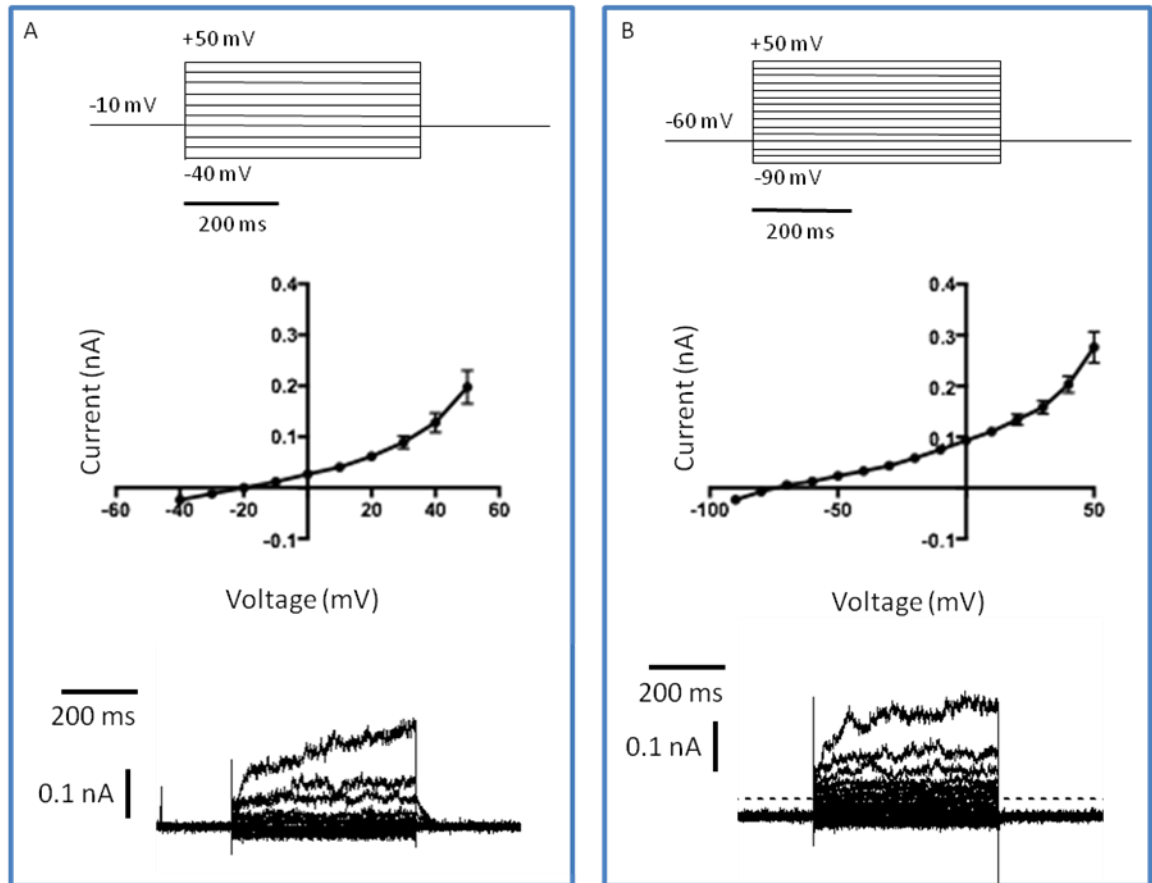 A
+50 mV
-10 mV
-40 mV
200 ms
0.4
0.3
0.2
0.1
-0.1
-60
-40
-20
20
40
60
Current (nA)
Voltage (mV)
200 ms
0.1 nA
B
+50 mV
-60 mV
-90 mV
200 ms
0.4
0.3
0.2
0.1
-0.1
-100
-50
50
Current (nA)
Voltage (mV)
200 ms
0.1 nA